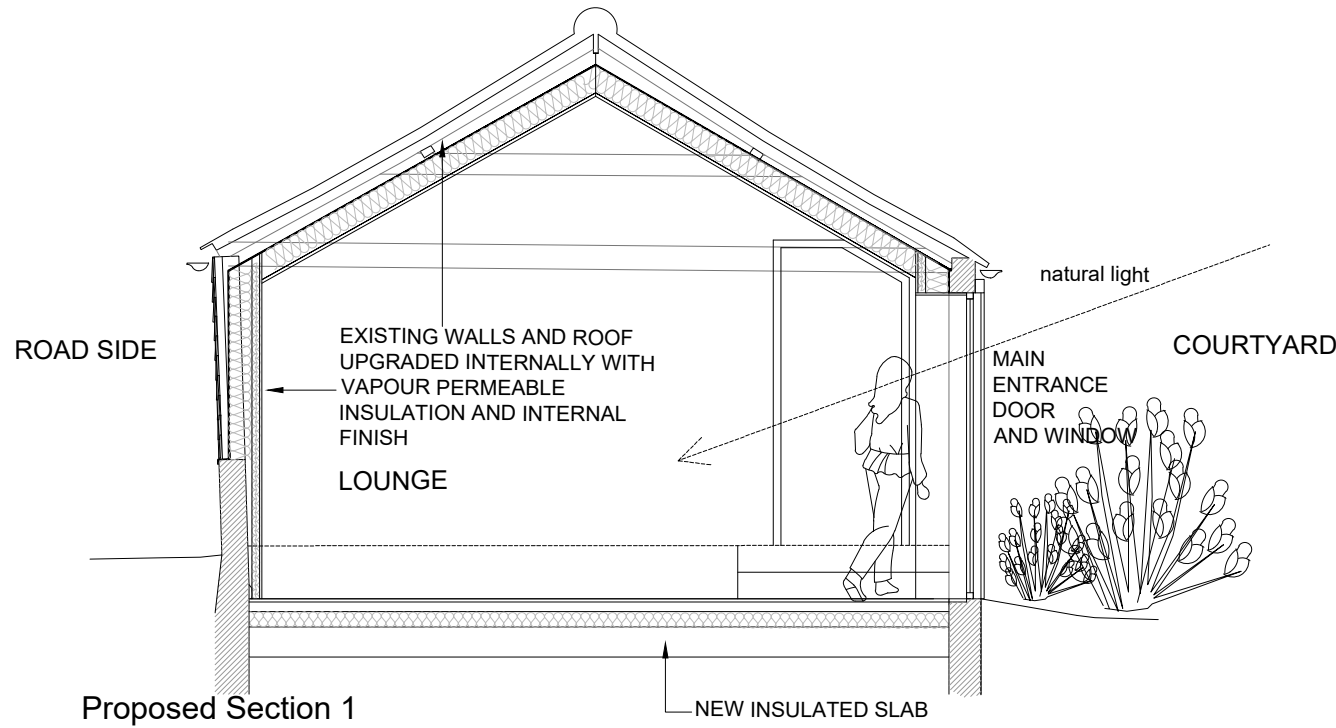 natural light
ROAD SIDE
EXISTING WALLS AND ROOF
UPGRADED INTERNALLY WITH
VAPOUR PERMEABLE
INSULATION AND INTERNAL
FINISH
LOUNGE
COURTYARD
MAIN
ENTRANCE
DOOR
AND WINDOW
Proposed Section 1
NEW INSULATED SLAB